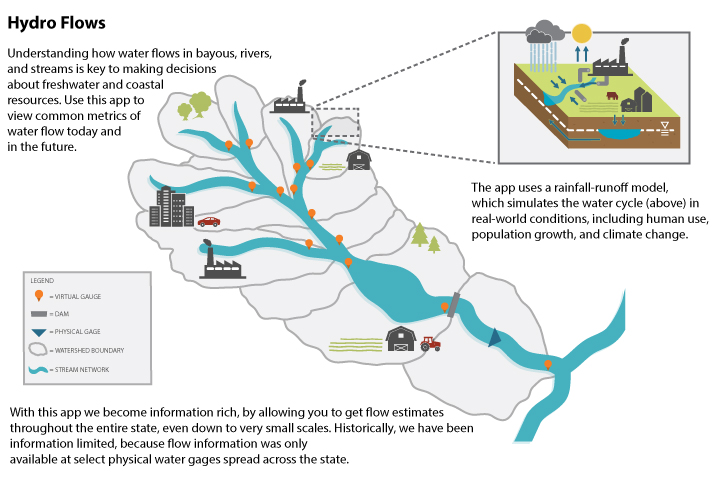 Hydro Flows
Understanding how water flows in bayous, rivers,
and streams is key to making decisions
about freshwater and coastal
resources. Use this app to
view common metrics of
water flow today and
in the future.
The app uses a rainfall-runoff model,
which simulates the water cycle (above) in
real-world conditions, including human use,
population growth, and climate change.
LEGEND
= VIRTUAL GAUGE
= DAM
= PHYSICAL GAGE
= WATERSHED BOUNDARY
= STREAM NETWORK
With this app we become information rich, by allowing you to get flow estimates
throughout the entire state, even down to very small scales. Historically, we have been
information limited, because flow information was only
available at select physical water gages spread across the state.